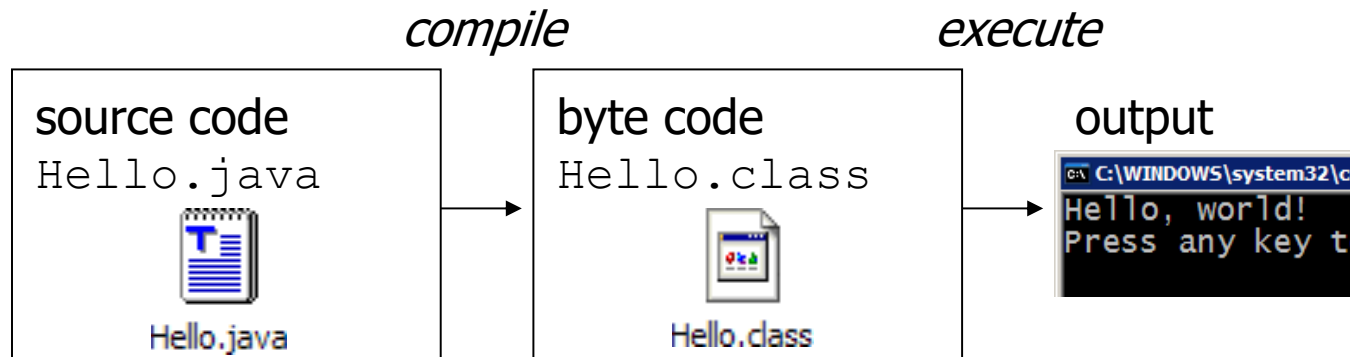 compile
execute
source code
Hello.java
Hello.java
byte code
Hello.class
Hello.class
output
C:\WINDOWS\system32\c
Hello, world!
Press any key t